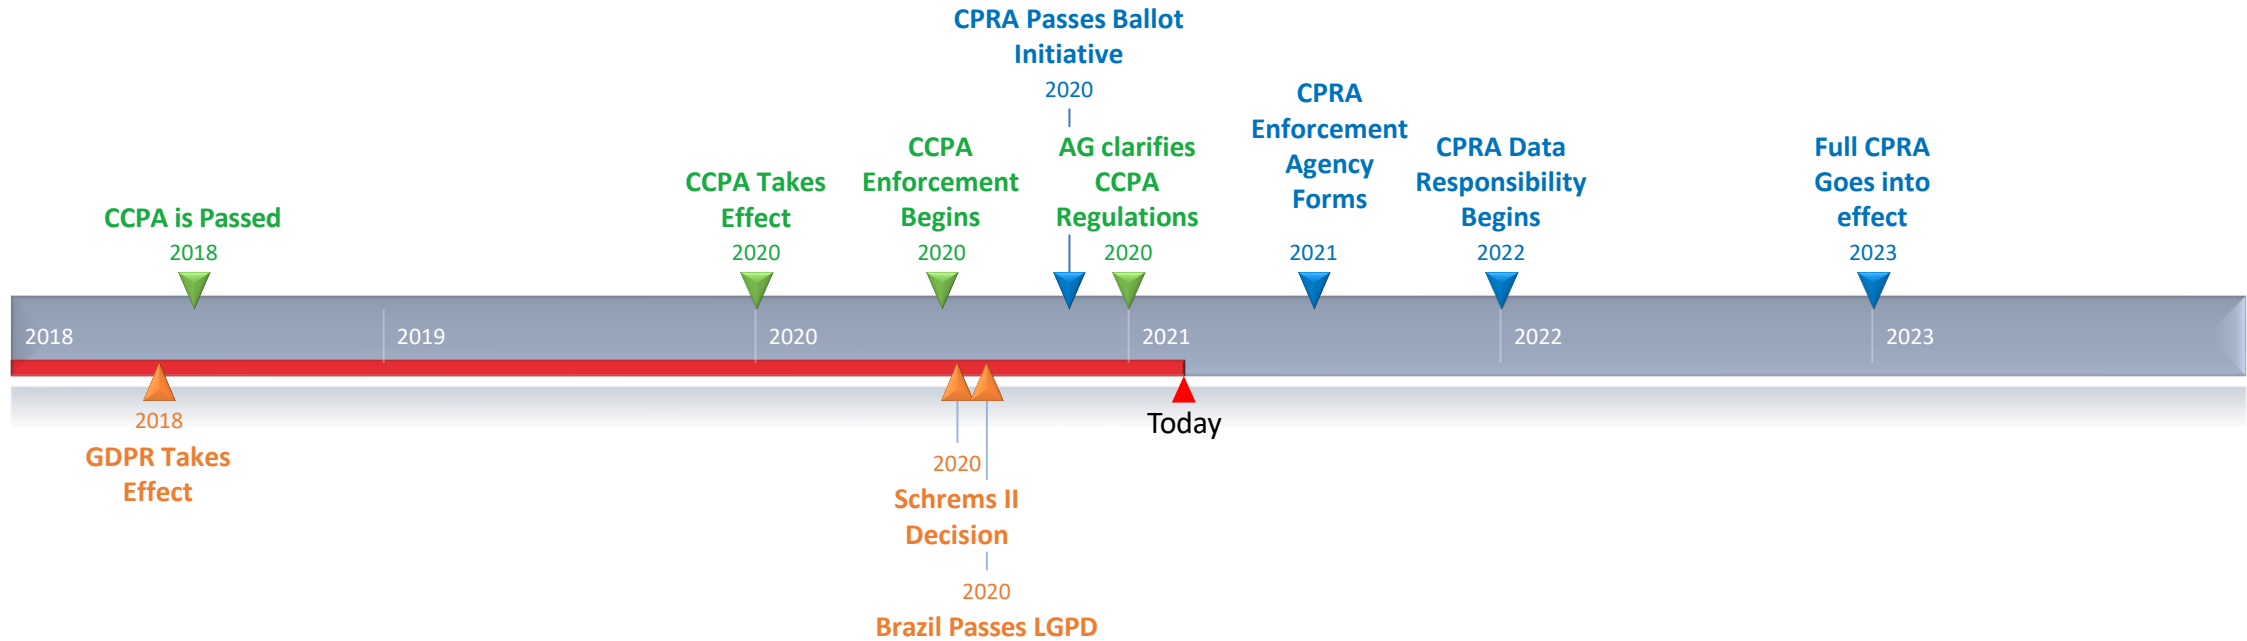 CPRA Passes Ballot
Initiative
2020
CPRA
Enforcement
Agency
Forms
2021
CCPA is Passed
2018
CCPA Takes
Effect
2020
CCPA
Enforcement
Begins
2020
AG clarifies
CCPA
Regulations
2020
CPRA Data
Responsibility
Begins
2022
Full CPRA
Goes into
effect
2023
2018
2019
2020
2021
2022
2023
Today
2018
GDPR Takes
Effect
2020
Schrems II
Decision
2020
Brazil Passes LGPD